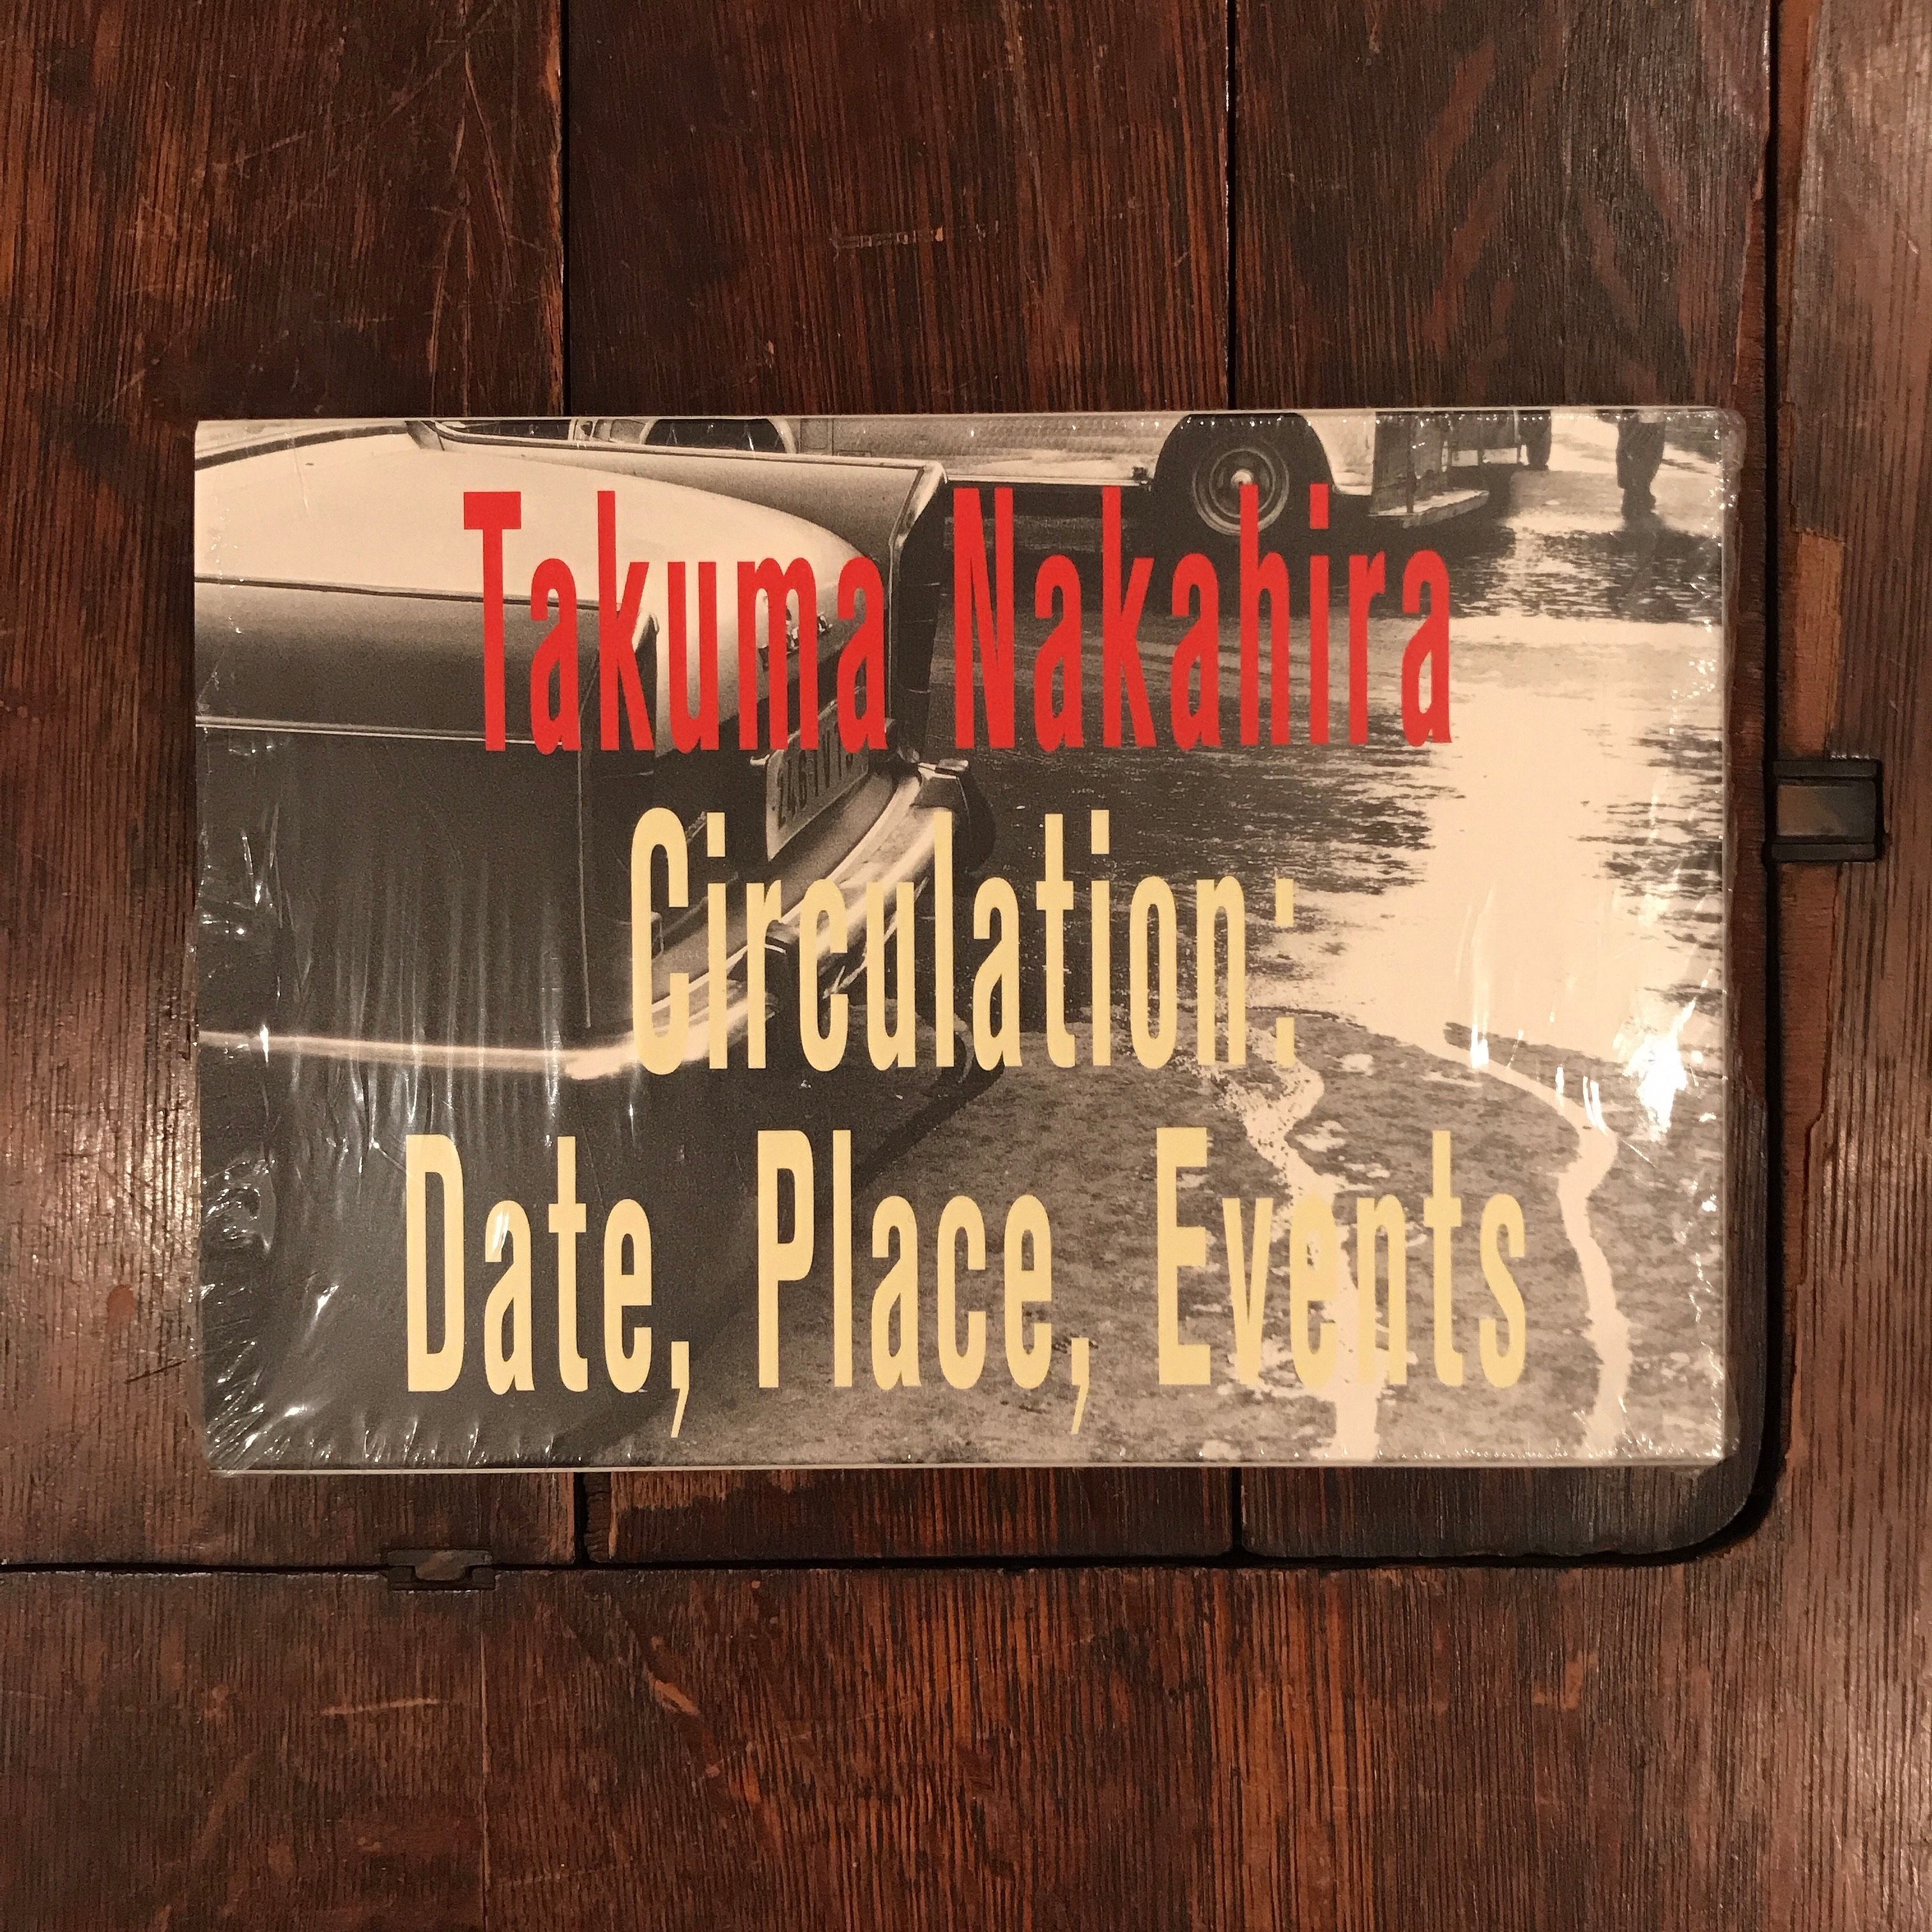 Takuma Nakahira
Circulation:
Date, Place, Events